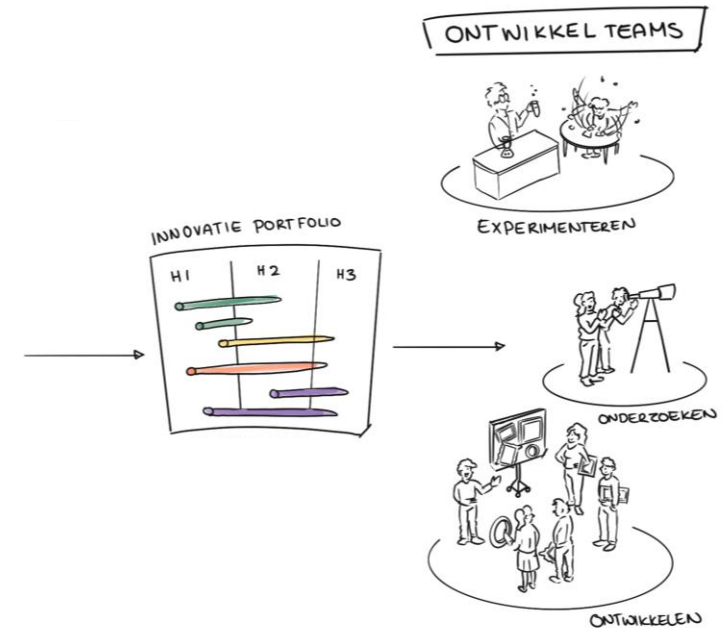 ONTWIKKEL TEAMS
EXPERIMENTEREN
INNOVATIE PORTFOLIO
H1 H2 H3
ONDERZOEKEN
ONTWIKKELEN